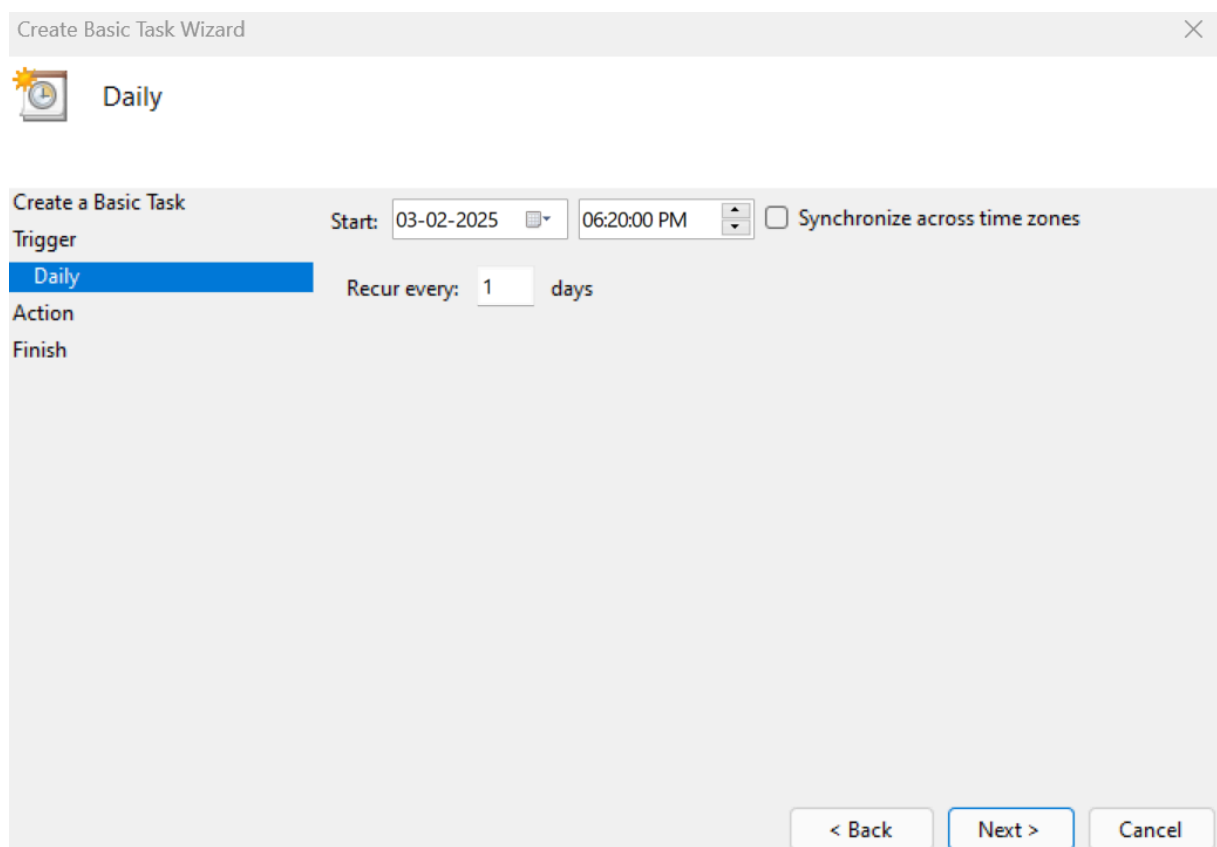 Create Basic Task Wizard
Daily
Create a Basic Task
Trigger
Daily
Action
Finish
Start: 03-02-2025 06:20:00 PM Synchronize across time zones
Recur every: 1 days
< Back Next > Cancel